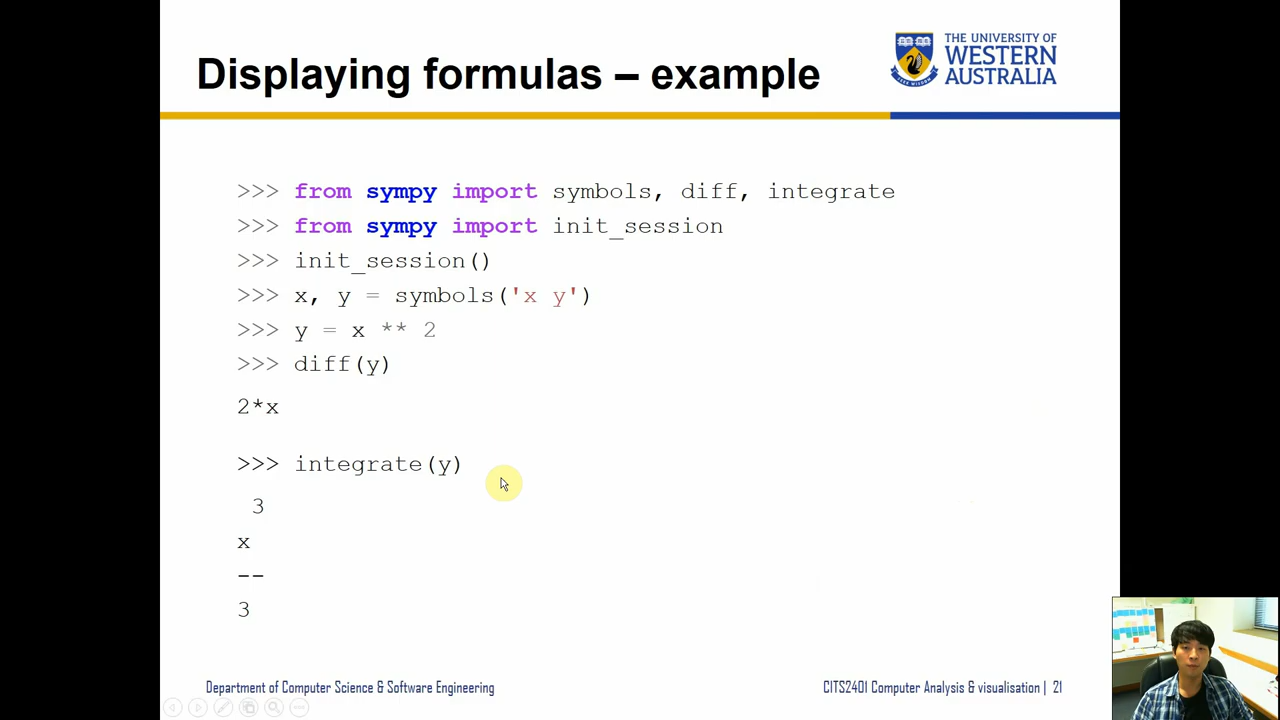 Displaying formulas – example
THE UNIVERSITY OF
WESTERN
AUSTRALIA
>>> from sympy import symbols, diff, integrate
>>> from sympy import init_session
>>> init_session()
>>> x, y = symbols('x y')
>>> y = x ** 2
>>> diff(y)
2*x
>>> integrate(y)
3
x
--
3
Department of Computer Science & Software Engineering
CITS2401 Computer Analysis & visualisation | 21